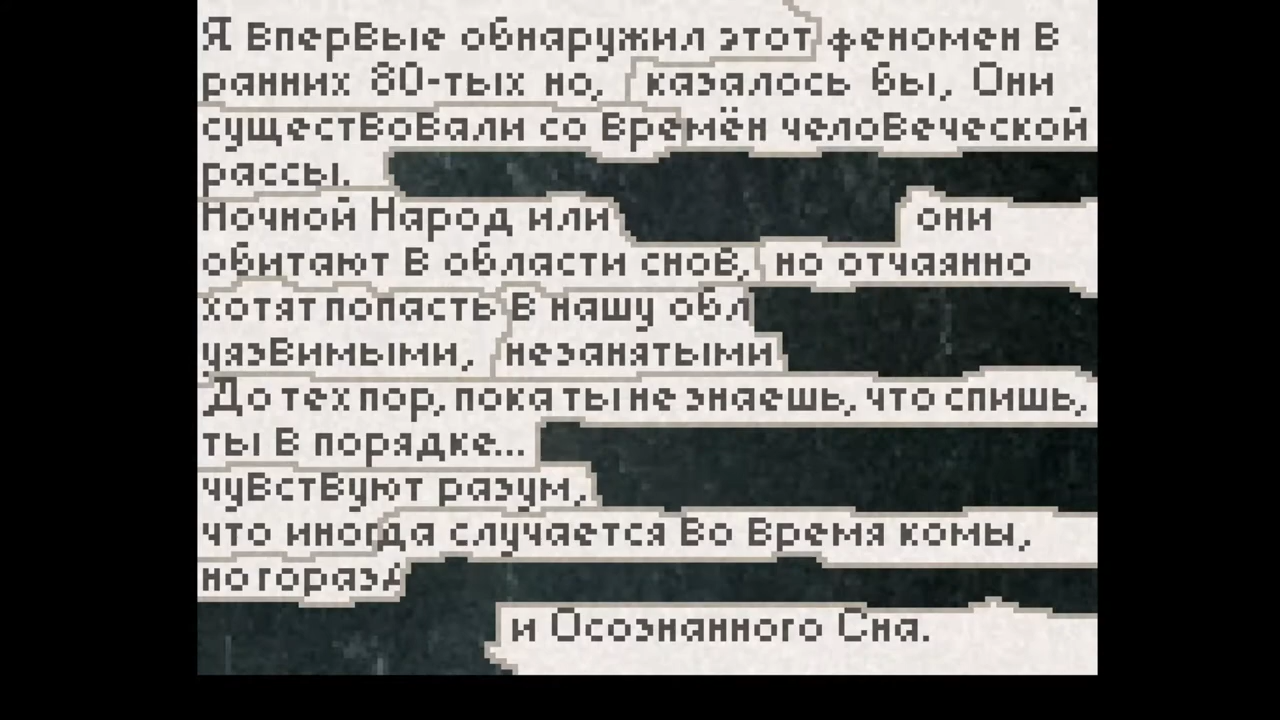 Я впервые обнаружил этот феномен в
ранних 80-тых но, казалось бы, Они
существовали со времён человеческой
рассы.
Ночной Народ или они
обитают в области снов, но отчаянно
хотят попасть в нашу обл
уязвимыми, незанятыми
До тех пор, пока ты не знаешь, что спишь,
ты в порядке...
чувствуют разум,
что иногда случается во время комы,
но горазд
и Осознанного Сна.